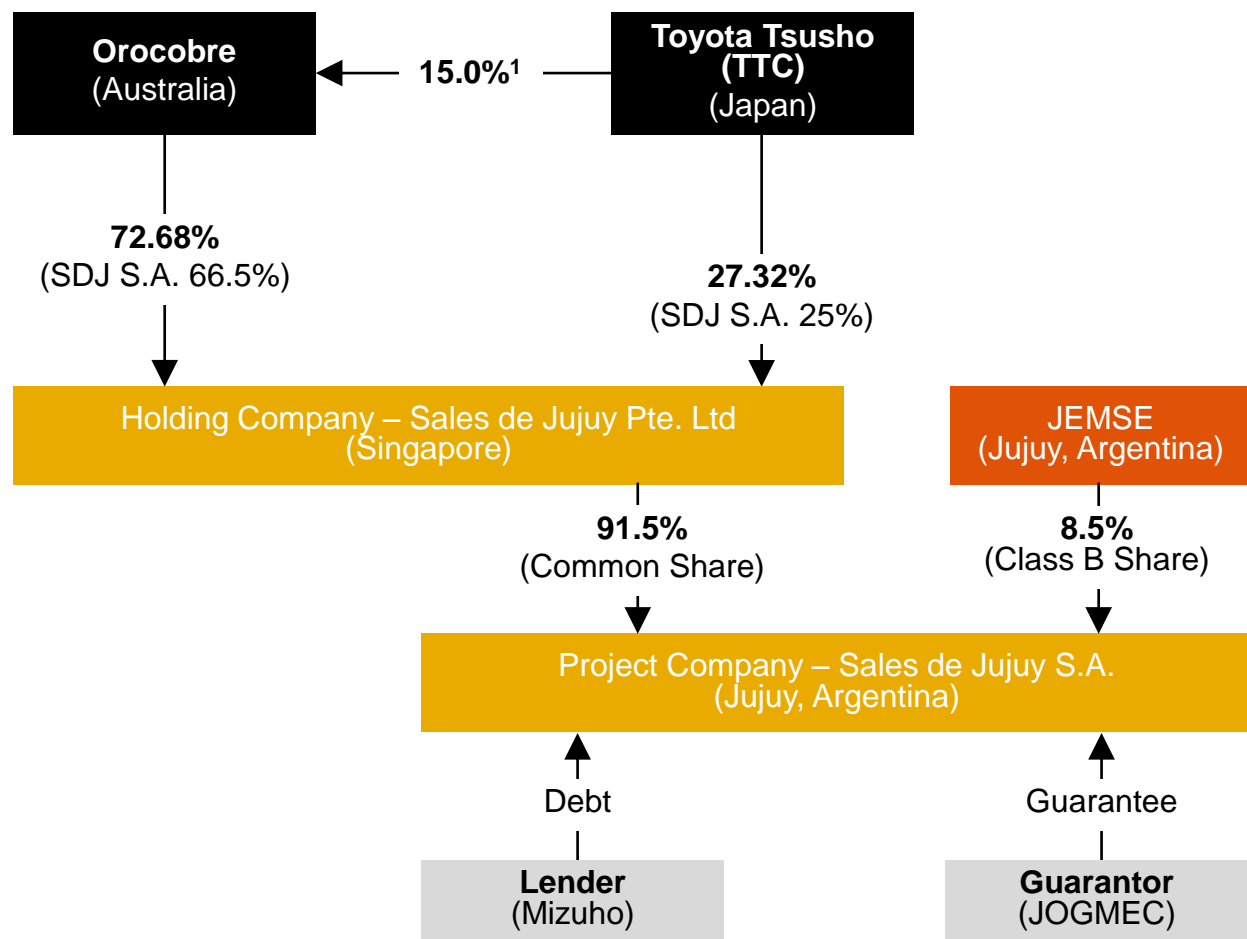 Orocobre
(Australia)
15.0%¹
Toyota Tsusho
(TTC)
(Japan)
72.68%
(SDJ S.A. 66.5%)
27.32%
(SDJ S.A. 25%)
Holding Company – Sales de Jujuy Pte. Ltd
(Singapore)
JEMSE
(Jujuy, Argentina)
91.5%
(Common Share)
8.5%
(Class B Share)
Project Company – Sales de Jujuy S.A.
(Jujuy, Argentina)
Debt
Guarantee
Lender
(Mizuho)
Guarantor
(JOGMEC)